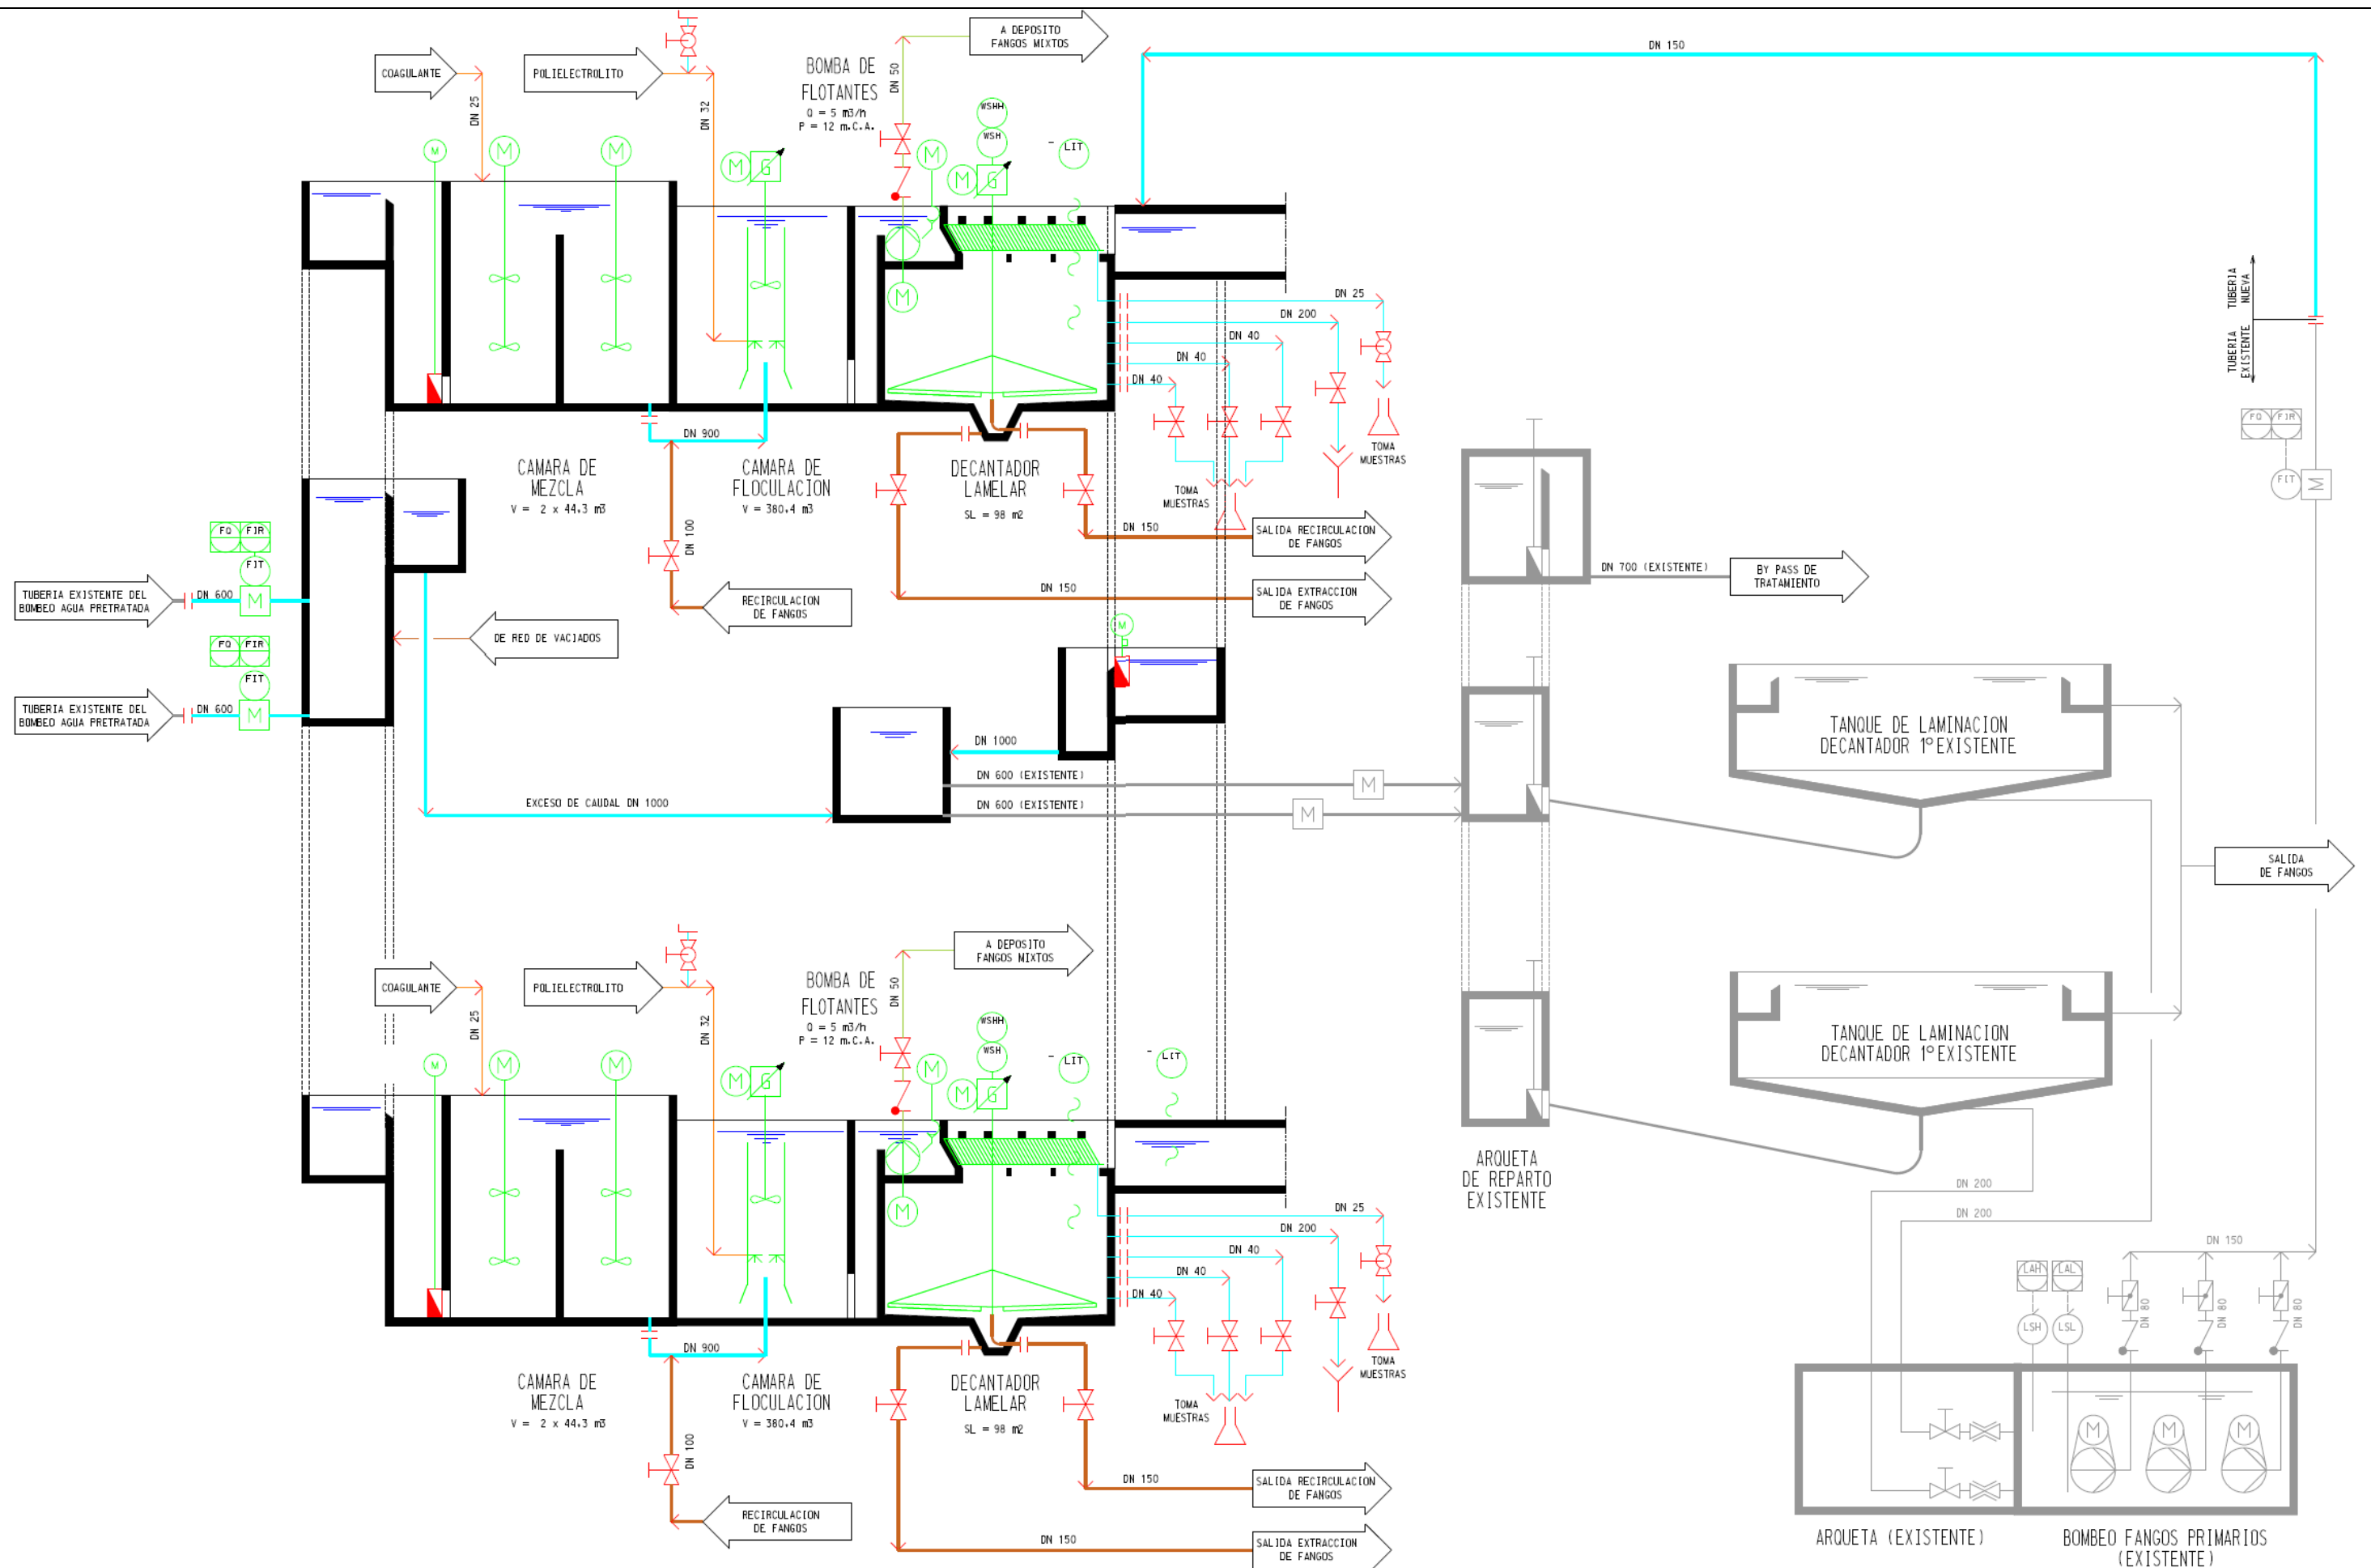 A DEPOSITO
FANGOS MIXTOS
DN 150
COAGULANTE
POLIELECTROLITO
BOMBA DE
FLOTANTES
Q = 5 m3/h
P = 12 m.C.A.
DN 50
DN 25
DN 32
WSHH
WSH
LIT
M
M
M
M
G
M
M
G
M
DN 25
DN 200
DN 40
DN 40
DN 40
TOMA
MUESTRAS
TOMA
MUESTRAS
TUBERIA
NUEVA
TUBERIA
EXISTENTE
FQ
FIR
FIT
M
DN 900
CAMARA DE
MEZCLA
V = 2 x 44.3 m3
CAMARA DE
FLOCULACION
V = 380.4 m3
DECANTADOR
LAMELAR
SL = 98 m2
DN 100
DN 150
SALIDA RECIRCULACION
DE FANGOS
DN 150
SALIDA EXTRACCION
DE FANGOS
RECIRCULACION
DE FANGOS
FQ
FIR
FIT
M
DN 600
TUBERIA EXISTENTE DEL
BOMBEO AGUA PRETRATADA
DE RED DE VACIADOS
FQ
FIR
FIT
M
DN 600
TUBERIA EXISTENTE DEL
BOMBEO AGUA PRETRATADA
M
DN 700 (EXISTENTE)
BY PASS DE
TRATAMIENTO
DN 1000
DN 600 (EXISTENTE)
M
DN 600 (EXISTENTE)
M
EXCESO DE CAUDAL DN 1000
TANQUE DE LAMINACION
DECANTADOR 1º EXISTENTE
SALIDA
DE FANGOS
TANQUE DE LAMINACION
DECANTADOR 1º EXISTENTE
ARQUETA
DE REPARTO
EXISTENTE
A DEPOSITO
FANGOS MIXTOS
COAGULANTE
POLIELECTROLITO
BOMBA DE
FLOTANTES
Q = 5 m3/h
P = 12 m.C.A.
DN 50
DN 25
DN 32
WSHH
WSH
LIT
LIT
M
M
M
M
G
M
M
G
M
DN 25
DN 200
DN 40
DN 40
DN 40
TOMA
MUESTRAS
TOMA
MUESTRAS
DN 900
CAMARA DE
MEZCLA
V = 2 x 44.3 m3
CAMARA DE
FLOCULACION
V = 380.4 m3
DECANTADOR
LAMELAR
SL = 98 m2
DN 100
DN 150
SALIDA RECIRCULACION
DE FANGOS
DN 150
SALIDA EXTRACCION
DE FANGOS
RECIRCULACION
DE FANGOS
DN 200
DN 200
DN 150
LAH
LAL
LSH
LSL
DN 80
DN 80
DN 80
M
M
M
ARQUETA (EXISTENTE)
BOMBEO FANGOS PRIMARIOS
(EXISTENTE)